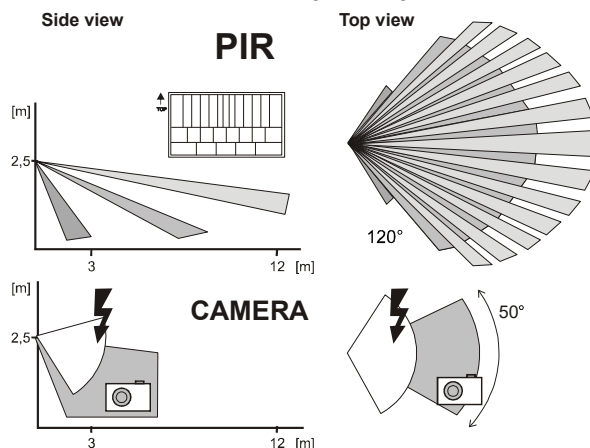 Side view
Top view
PIR
TOP
[m]
2,5
3
12 [m]
120°
[m]
CAMERA
2,5
50°
3
12 [m]